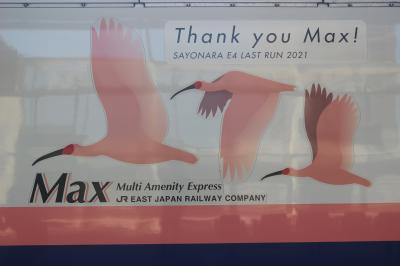 Thank you Max!
SAYONARA E4 LAST RUN 2021
Max Multi Amenity Express
JR EAST JAPAN RAILWAY COMPANY